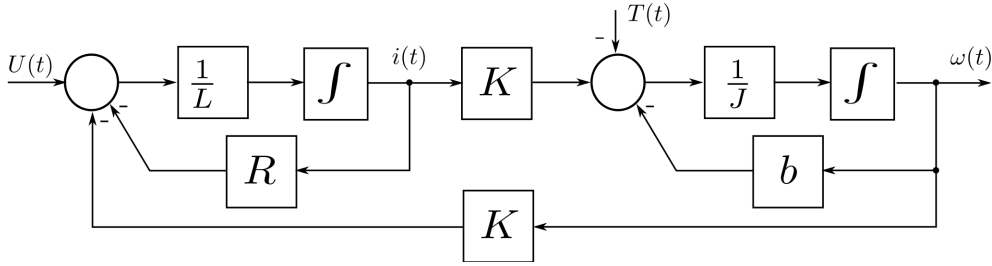 T(t)
-
U(t) 1/L ∫ i(t) K 1/J ∫ ω(t)
- -
-
R b
K